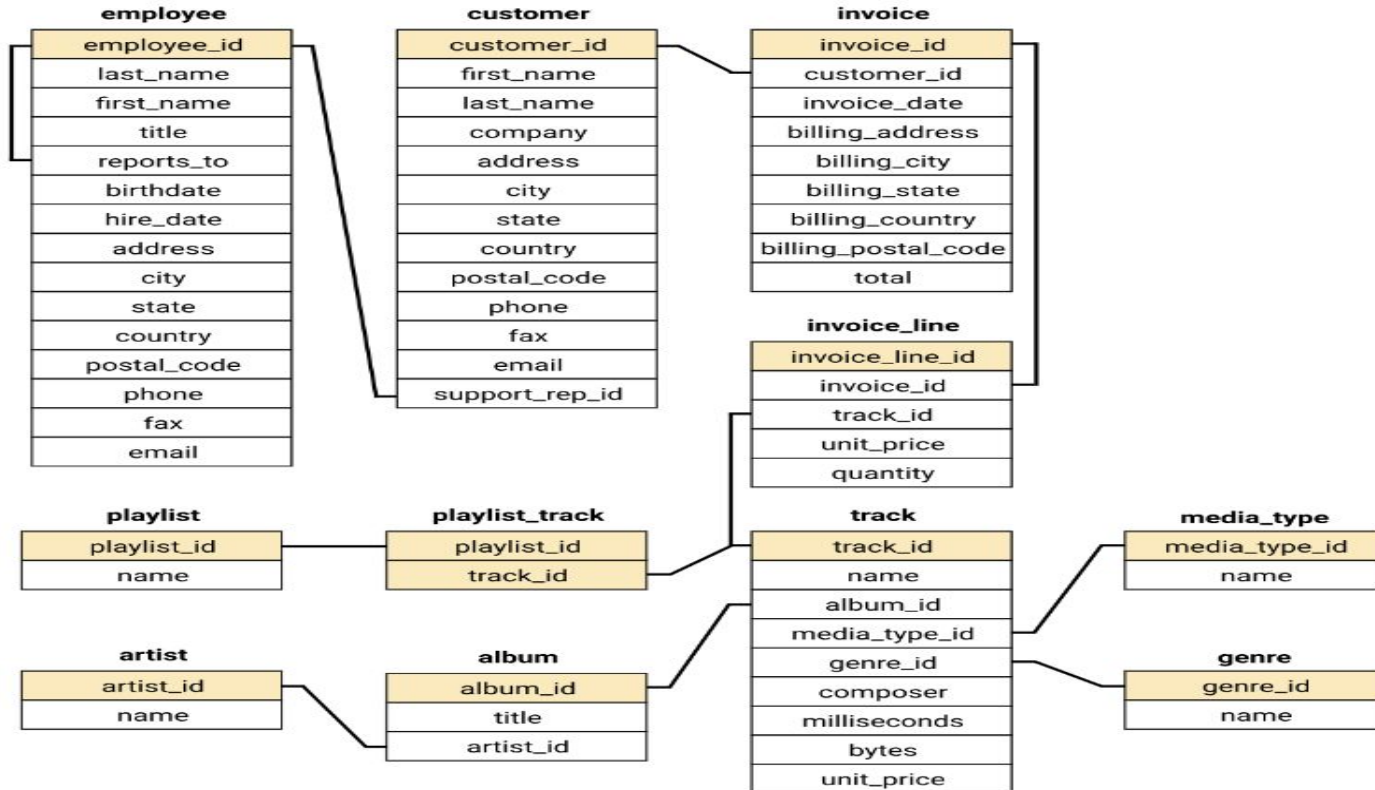 employee
employee_id
last_name
first_name
title
reports_to
birthdate
hire_date
address
city
state
country
postal_code
phone
fax
email
customer
customer_id
first_name
last_name
company
address
city
state
country
postal_code
phone
fax
email
support_rep_id
invoice
invoice_id
customer_id
invoice_date
billing_address
billing_city
billing_state
billing_country
billing_postal_code
total
invoice_line
invoice_line_id
invoice_id
track_id
unit_price
quantity
playlist
playlist_id
name
playlist_track
playlist_id
track_id
track
track_id
name
album_id
media_type_id
genre_id
composer
milliseconds
bytes
unit_price
media_type
media_type_id
name
artist
artist_id
name
album
album_id
title
artist_id
genre
genre_id
name